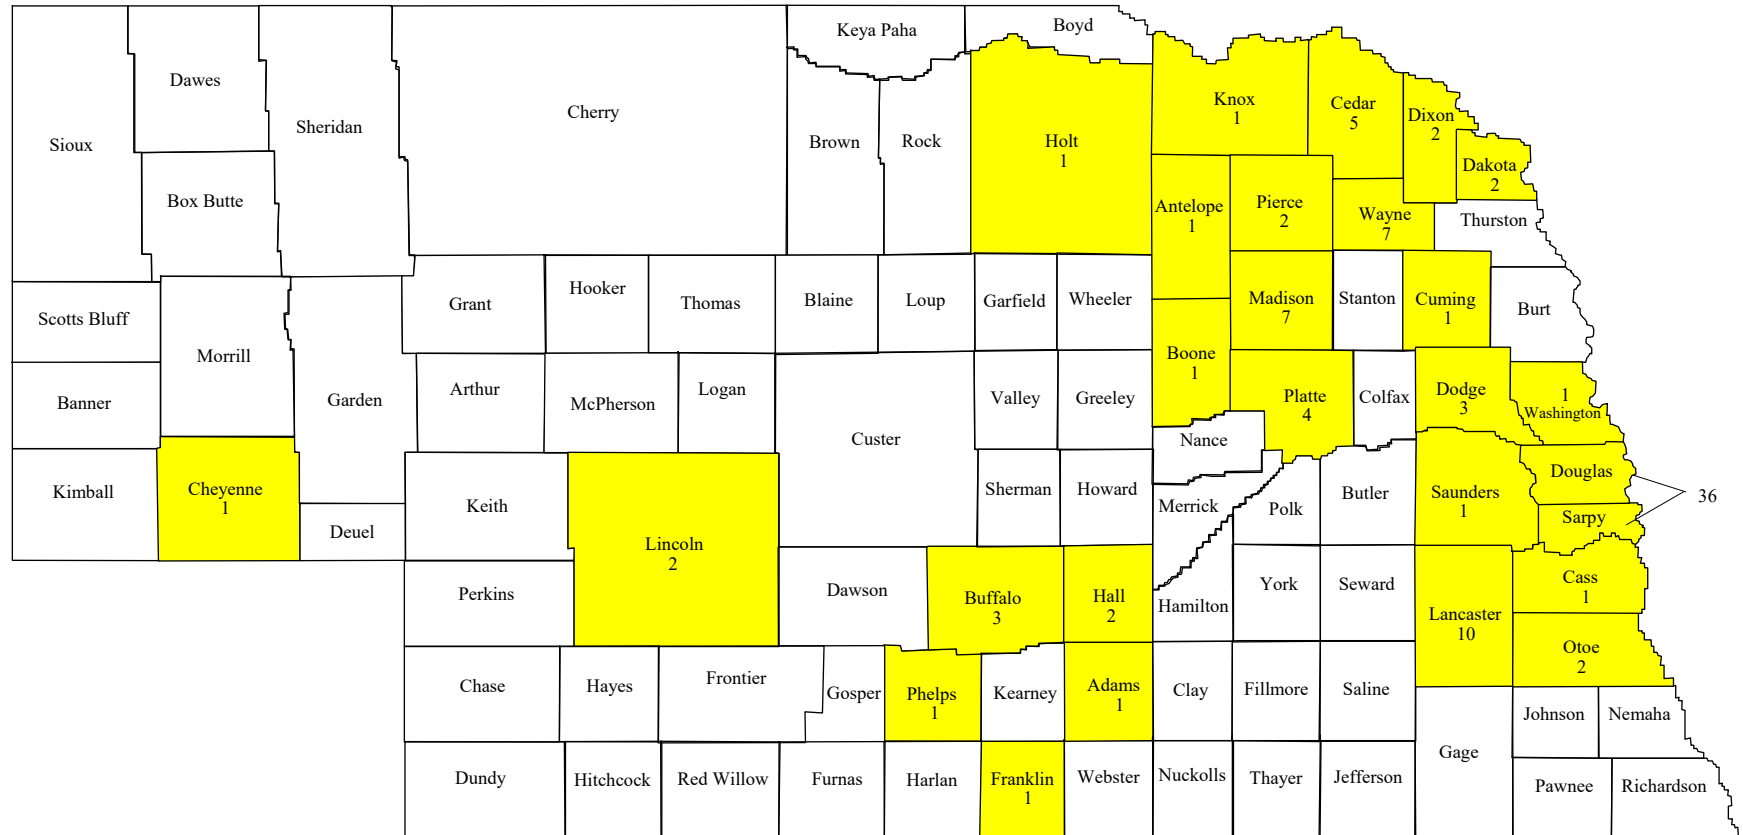 Boyd
Keya Paha
Dawes
Sioux
Sheridan
Cherry
Brown
Rock
Holt
1
Knox
1
Cedar
5
Dixon
2
Dakota
2
Box Butte
Antelope
1
Pierce
2
Wayne
7
Thurston
Scotts Bluff
Morrill
Grant
Hooker
Thomas
Blaine
Loup
Garfield
Wheeler
Madison
7
Stanton
Cuming
1
Burt
Banner
Garden
Arthur
McPherson
Logan
Custer
Valley
Greeley
Boone
1
Platte
4
Colfax
Dodge
3
1
Washington
Nance
Kimball
Cheyenne
1
Deuel
Keith
Lincoln
2
Sherman
Howard
Merrick
Polk
Butler
Saunders
1
Douglas
Sarpy
36
Perkins
Dawson
Buffalo
3
Hall
2
Hamilton
York
Seward
Lancaster
10
Cass
1
Otoe
2
Chase
Hayes
Frontier
Gosper
Phelps
1
Kearney
Adams
1
Clay
Fillmore
Saline
Johnson
Nemaha
Gage
Dundy
Hitchcock
Red Willow
Furnas
Harlan
Franklin
1
Webster
Nuckolls
Thayer
Jefferson
Pawnee
Richardson